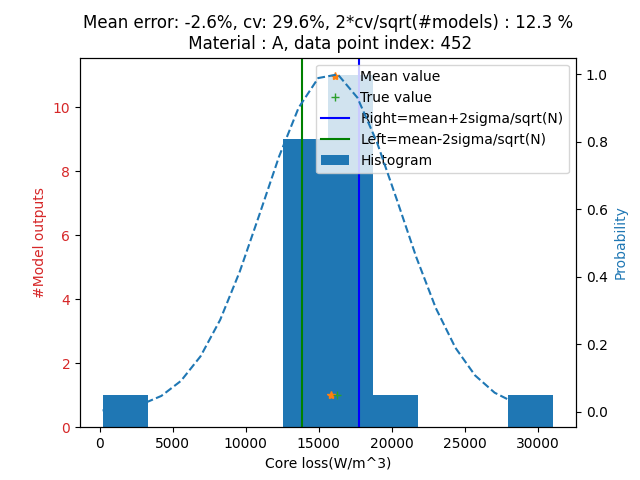 Mean error: -2.6%, cv: 29.6%, 2*cv/sqrt(#models) : 12.3 %
Material : A, data point index: 452
Mean value
True value
Right=mean+2sigma/sqrt(N)
Left=mean-2sigma/sqrt(N)
Histogram
#Model outputs
10
8
6
4
2
0
Probability
1.0
0.8
0.6
0.4
0.2
0.0
0 5000 10000 15000 20000 25000 30000
Core loss(W/m^3)